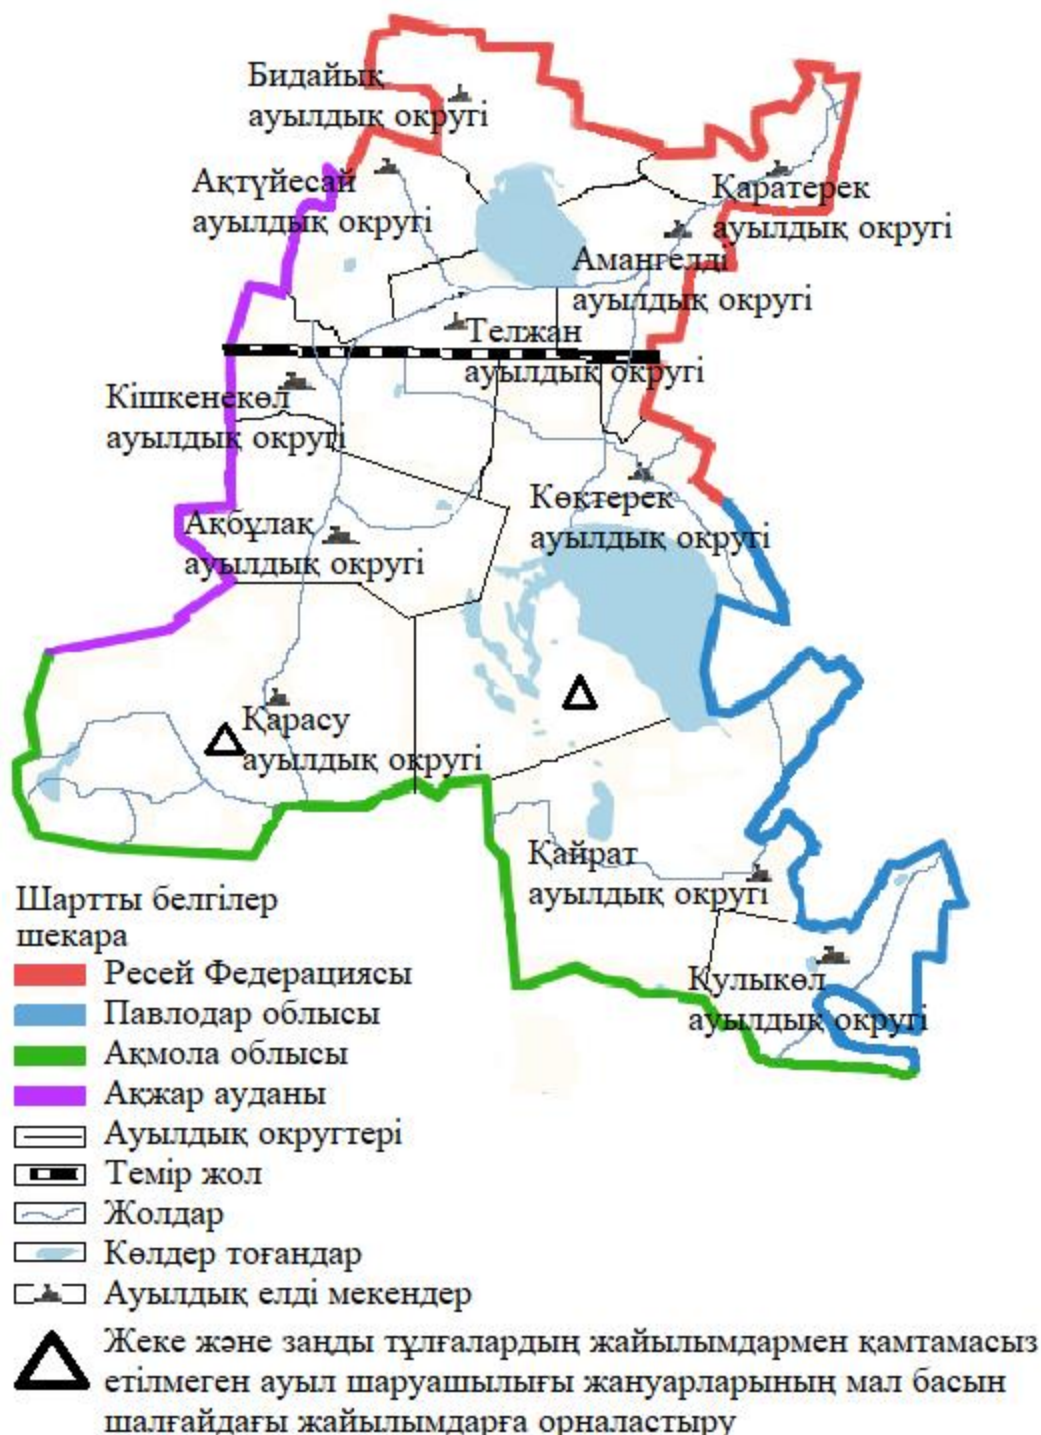 Бидайық
ауылдық округі
Ақтүйесай
ауылдық округі
Қаратерек
ауылдық округі
Амангелді
ауылдық округі
Телжан
ауылдық округі
Кішкенекөл
ауылдық округі
Көктерек
ауылдық округі
Ақбұлақ
ауылдық округі
Қарасу
ауылдық округі
Қайрат
ауылдық округі
Құлыкөл
ауылдық округі
Шартты белгілер
шекара
Ресей Федерациясы
Павлодар облысы
Ақмола облысы
Ақжар ауданы
Ауылдық округтері
Темір жол
Жолдар
Көлдер тоғандар
Ауылдық елді мекендер
Жеке және заңды тұлғалардың жайылымдармен қамтамасыз
етілмеген ауыл шаруашылығы жануарларының мал басын
шалғайдағы жайылымдарға орналастыру